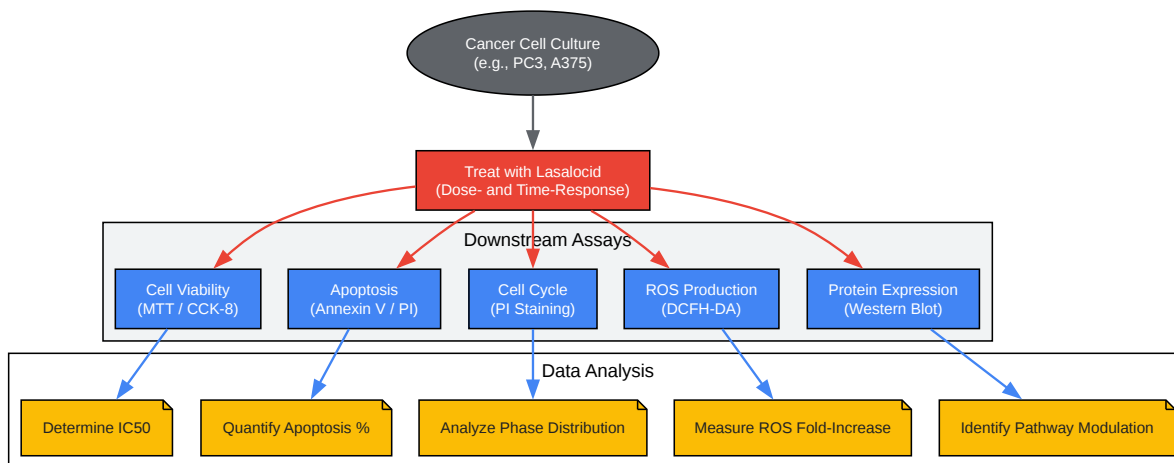 Cancer Cell Culture
(e.g., PC3, A375)
Treat with Lasalocid
(Dose- and Time-Response)
Downstream Assays
Cell Viability
(MTT / CCK-8)
Apoptosis
(Annexin V / PI)
Cell Cycle
(PI Staining)
ROS Production
(DCFH-DA)
Protein Expression
(Western Blot)
Data Analysis
Determine IC50
Quantify Apoptosis %
Analyze Phase Distribution
Measure ROS Fold-Increase
Identify Pathway Modulation